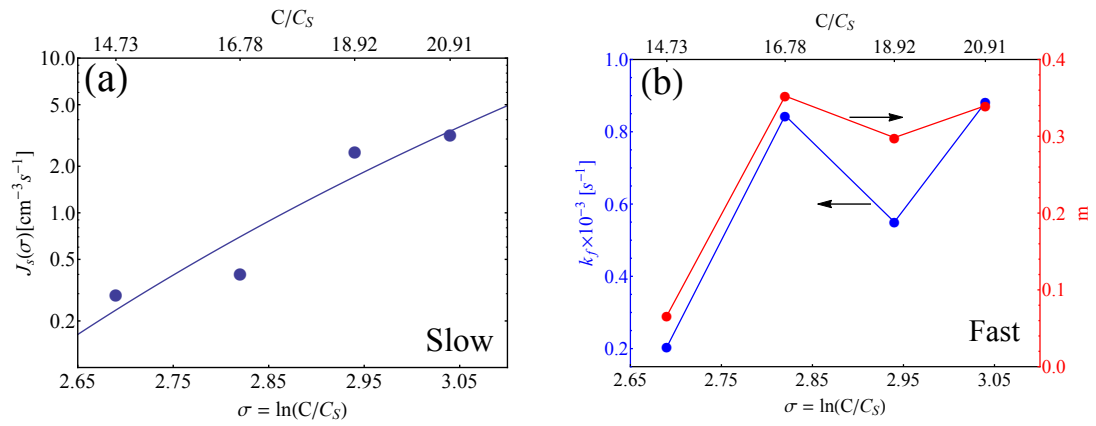 C/C_S
14.73 16.78 18.92 20.91
(a)
10.0
5.0
2.0
1.0
0.5
0.2
J_s(σ)[cm⁻³s⁻¹]
Slow
2.65 2.75 2.85 2.95 3.05
σ = ln(C/C_S)
C/C_S
14.73 16.78 18.92 20.91
(b)
1.0
0.8
0.6
0.4
0.2
k_f×10⁻³ [s⁻¹]
0.4
0.3
0.2
0.1
0.0
m
Fast
2.65 2.75 2.85 2.95 3.05
σ = ln(C/C_S)